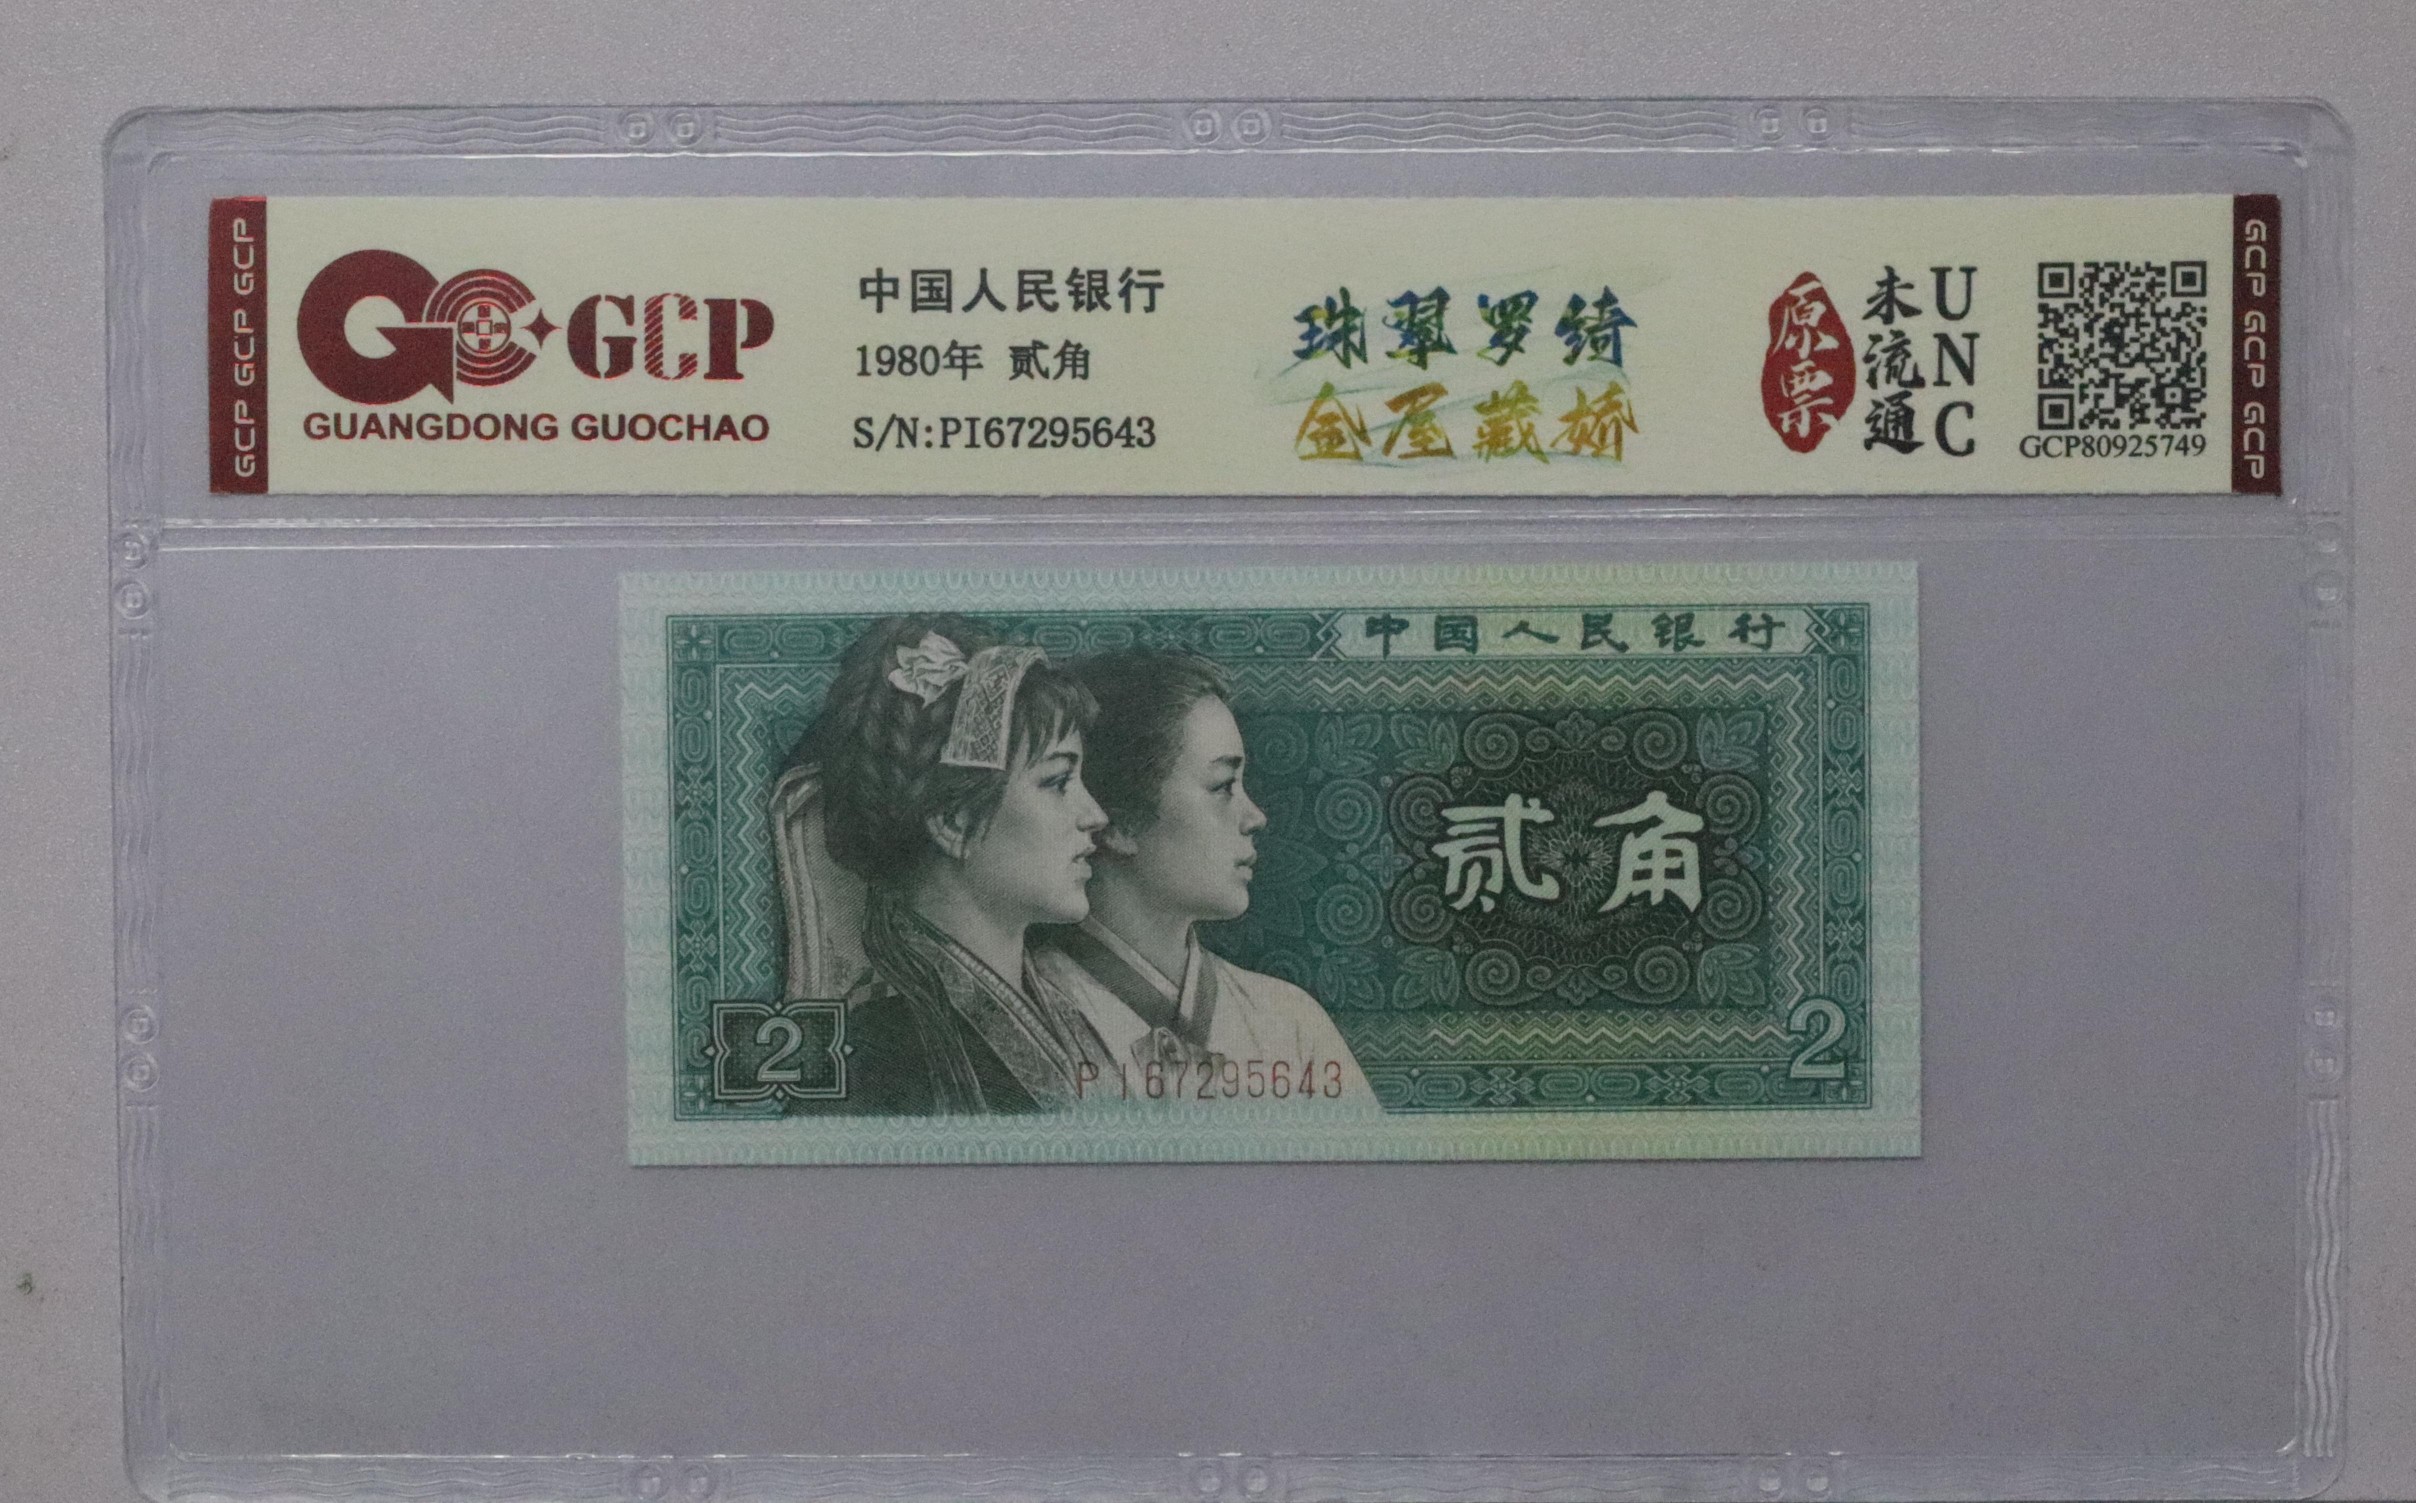 GCP GCP GCP
GCP
GUANGDONG GUOCHAO
中国人民银行
1980年 贰角
S/N:PI67295643
珠翠罗绮
金屋藏娇
原票
未流通
UNC
GCP80925749
GCP GCP GCP
中国人民银行
贰角
2
PI67295643
2